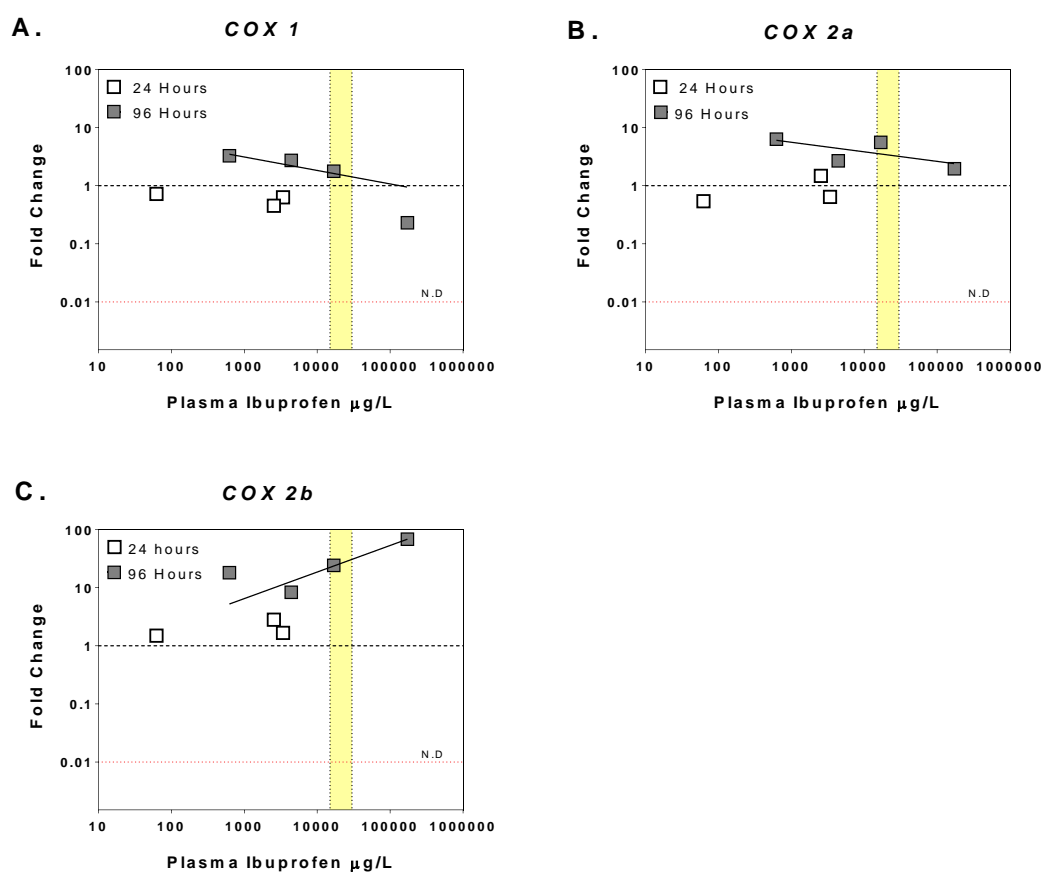 A.
COX 1
100
10
1
0.1
0.01
Fold Change
24 Hours
96 Hours
N.D
10 100 1000 10000 100000 1000000
Plasma Ibuprofen µg/L
B.
COX 2a
100
10
1
0.1
0.01
Fold Change
24 Hours
96 Hours
N.D
10 100 1000 10000 100000 1000000
Plasma Ibuprofen µg/L
C.
COX 2b
100
10
1
0.1
0.01
Fold Change
24 hours
96 Hours
N.D
10 100 1000 10000 100000 1000000
Plasma Ibuprofen µg/L